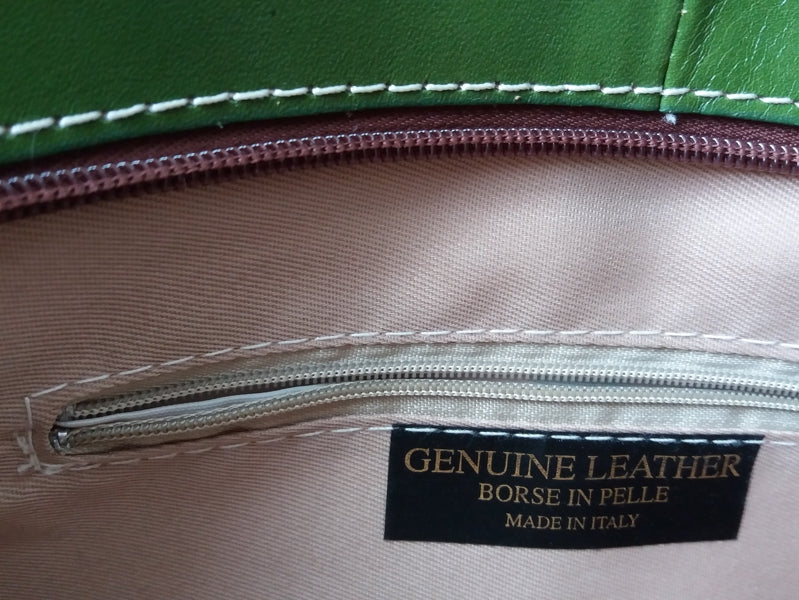 GENUINE LEATHER
BORSE IN PELLE
MADE IN ITALY